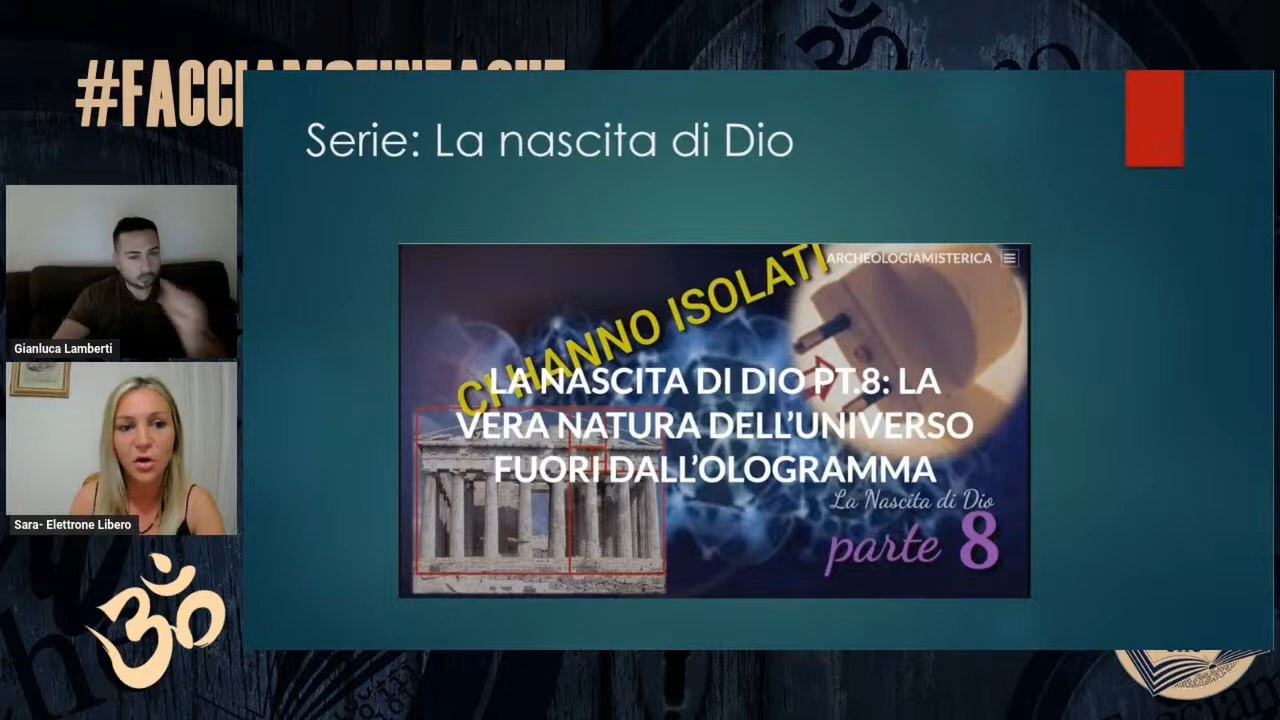 Serie: La nascita di Dio
ARCHEOLOGIAMISTERICA
CI HANNO ISOLATI
LA NASCITA DI DIO PT.8: LA
VERA NATURA DELL’UNIVERSO
FUORI DALL’OLOGRAMMA
La Nascita di Dio
parte 8
Gianluca Lamberti
Sara- Elettrone Libero
ॐ